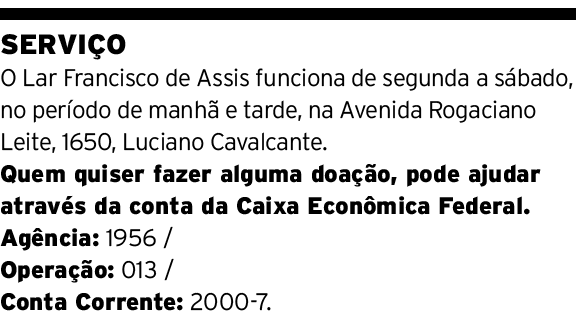 SERVIÇO
O Lar Francisco de Assis funciona de segunda a sábado,
no período de manhã e tarde, na Avenida Rogaciano
Leite, 1650, Luciano Cavalcante.
Quem quiser fazer alguma doação, pode ajudar
através da conta da Caixa Econômica Federal.
Agência: 1956 /
Operação: 013 /
Conta Corrente: 2000-7.